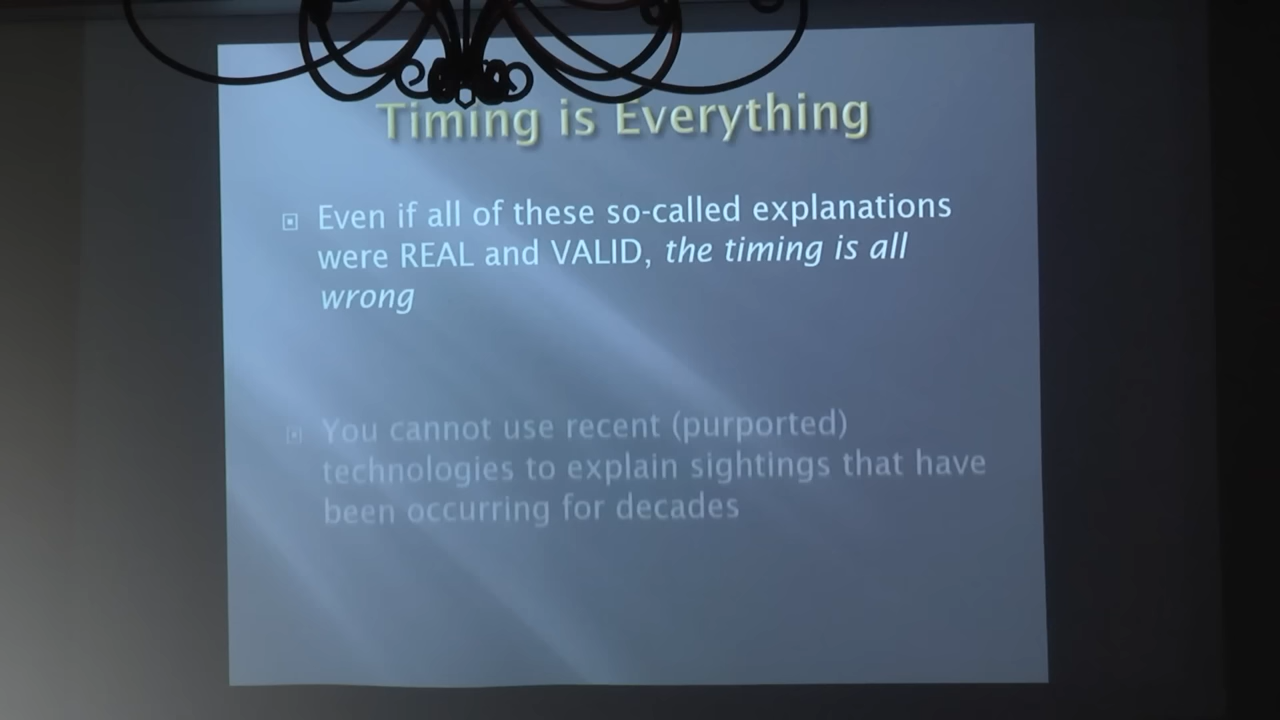 Timing is Everything
Even if all of these so-called explanations
were REAL and VALID, the timing is all
wrong
You cannot use recent (purported)
technologies to explain sightings that have
been occurring for decades